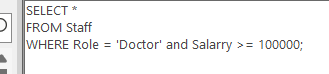 SELECT *
FROM Staff
WHERE Role = 'Doctor' and Salarry >= 100000;